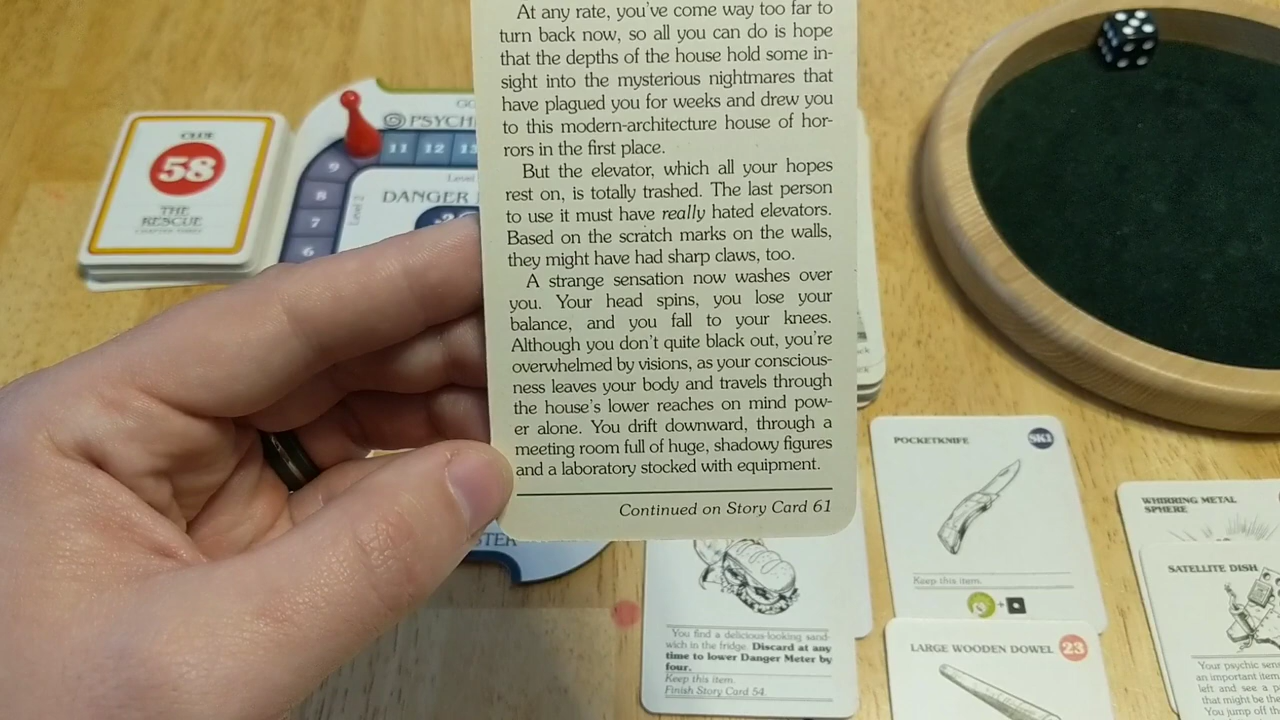 At any rate, you've come way too far to
turn back now, so all you can do is hope
that the depths of the house hold some in-
sight into the mysterious nightmares that
have plagued you for weeks and drew you
to this modern-architecture house of hor-
rors in the first place.
But the elevator, which all your hopes
rest on, is totally trashed. The last person
to use it must have really hated elevators.
Based on the scratch marks on the walls,
they might have had sharp claws, too.
A strange sensation now washes over
you. Your head spins, you lose your
balance, and you fall to your knees.
Although you don't quite black out, you're
overwhelmed by visions, as your conscious-
ness leaves your body and travels through
the house's lower reaches on mind pow-
er alone. You drift downward, through a
meeting room full of huge, shadowy figures
and a laboratory stocked with equipment.
Continued on Story Card 61
CLUE
58
THE
RESCUE
PSYCH
11 12 13
9
8
7
6
Level 2
Level
DANGER
POCKETKNIFE
SK1
Keep this item.
+
WHIRRING METAL
SPHERE
SATELLITE DISH
Your psychic sen
an important item
left and see a p
that might be the
You jump off th
You find a delicious-looking sand-
wich in the fridge. Discard at any
time to lower Danger Meter by
four.
Keep this item.
Finish Story Card 54.
LARGE WOODEN DOWEL
23